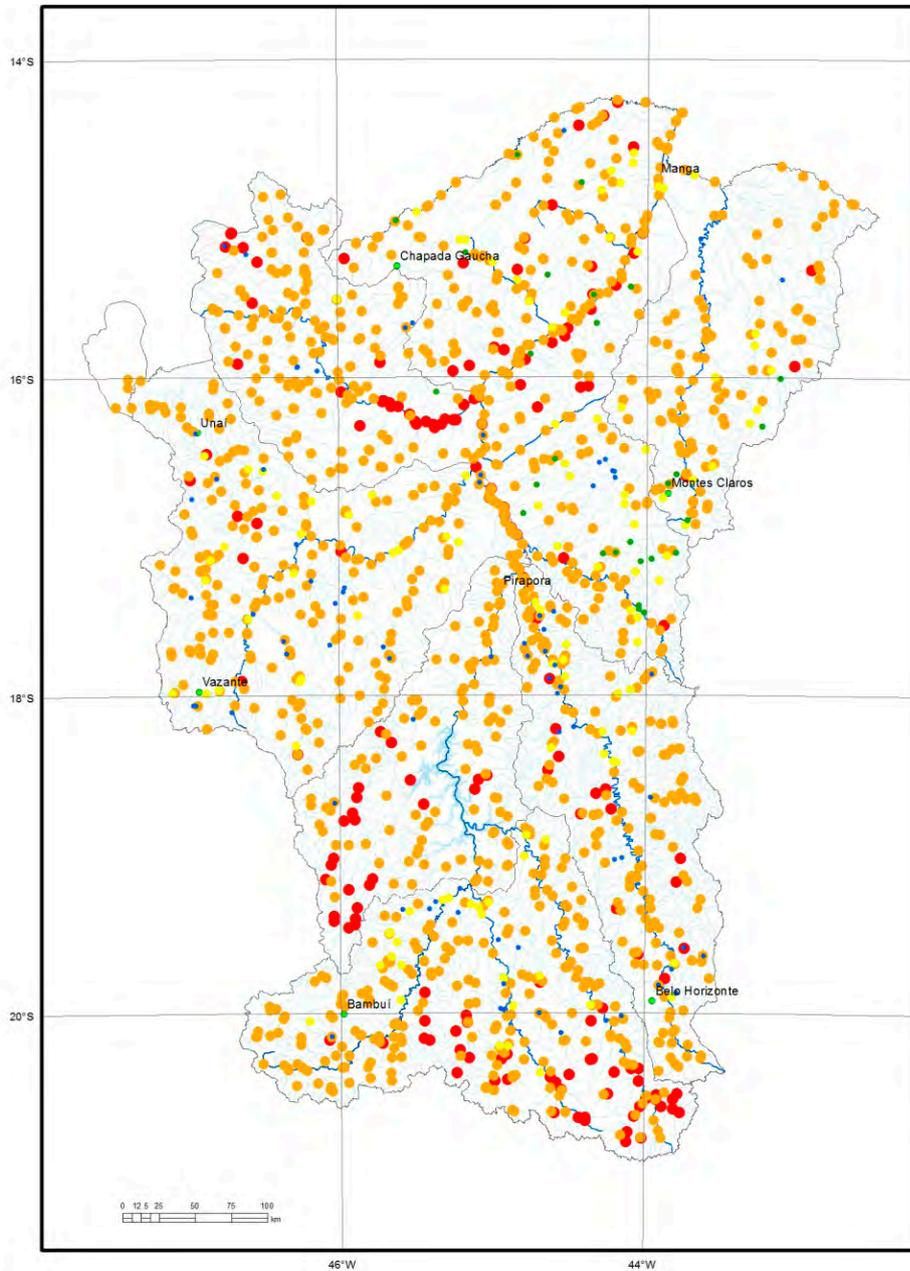 14°S
Manga
Chapada Gaucha
16°S
Unaí
Montes Claros
Pirapora
Vazante
18°S
Belo Horizonte
Bambuí
20°S
0 12.5 25 50 75 100
km
46°W 44°W